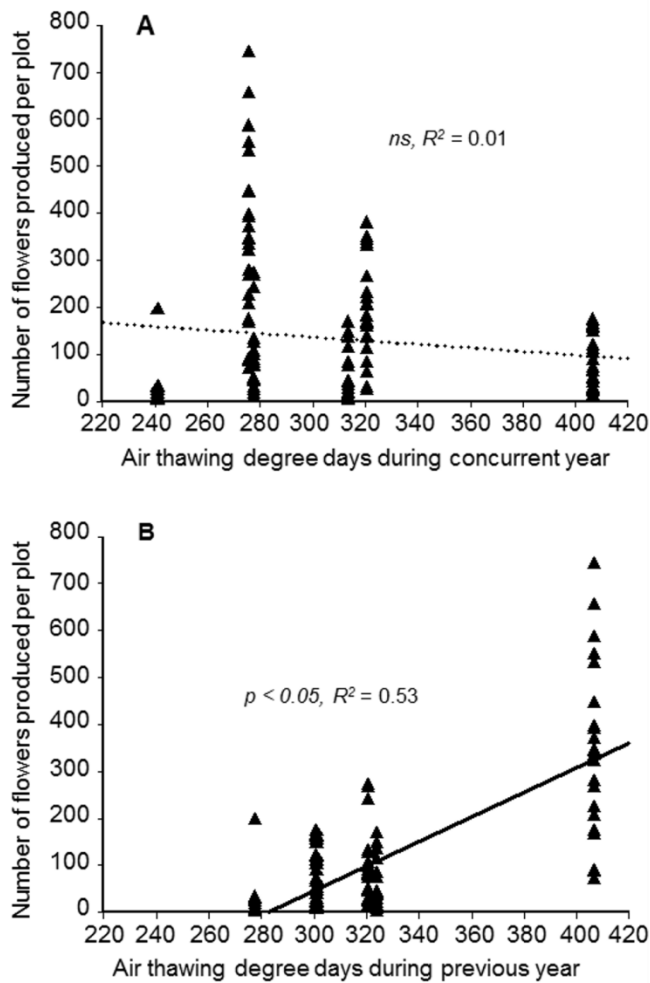 A
800
700
600
500
400
300
200
100
0
Number of flowers produced per plot
ns, R² = 0.01
220 240 260 280 300 320 340 360 380 400 420
Air thawing degree days during concurrent year
B
800
700
600
500
400
300
200
100
0
Number of flowers produced per plot
p < 0.05, R² = 0.53
220 240 260 280 300 320 340 360 380 400 420
Air thawing degree days during previous year